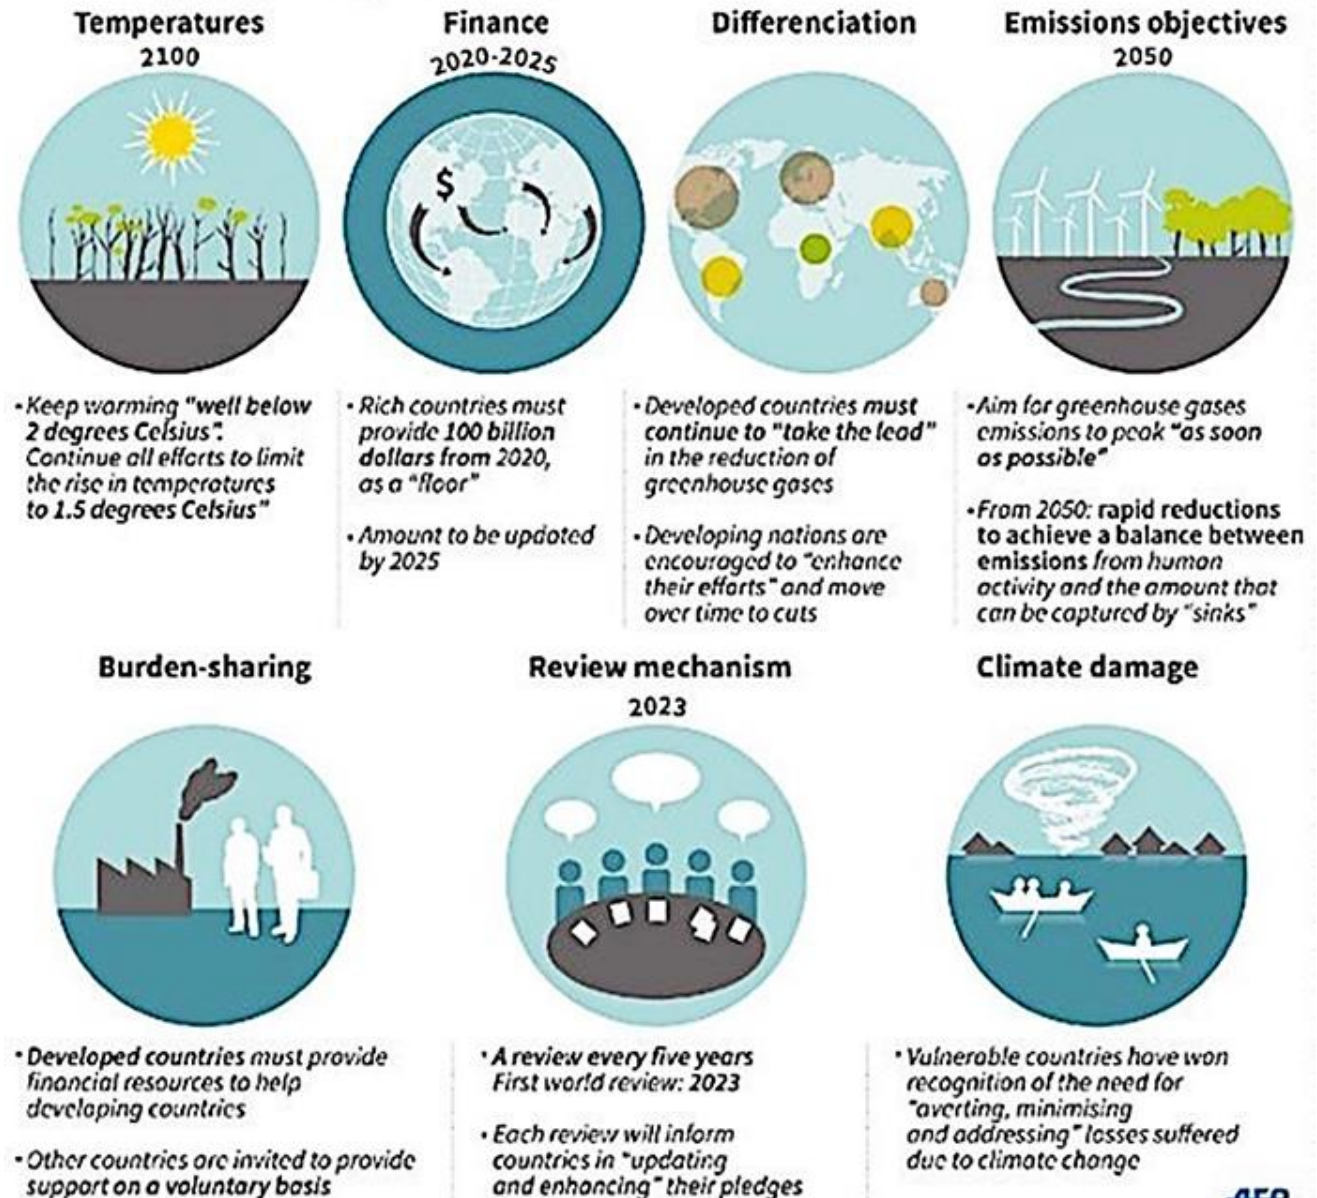 Temperatures
2100
Finance
2020-2025
Differenciation
Emissions objectives
2050
$
• Keep warming "well below
2 degrees Celsius".
Continue all efforts to limit
the rise in temperatures
to 1.5 degrees Celsius"
• Rich countries must
provide 100 billion
dollars from 2020,
as a "floor"
• Amount to be updated
by 2025
• Developed countries must
continue to "take the lead"
in the reduction of
greenhouse gases
• Developing nations are
encouraged to "enhance
their efforts" and move
over time to cuts
• Aim for greenhouse gases
emissions to peak "as soon
as possible"
• From 2050: rapid reductions
to achieve a balance between
emissions from human
activity and the amount that
can be captured by "sinks"
Burden-sharing
Review mechanism
2023
Climate damage
• Developed countries must provide
financial resources to help
developing countries
• Other countries are invited to provide
support on a voluntary basis
• A review every five years
First world review: 2023
• Each review will inform
countries in "updating
and enhancing" their pledges
• Vulnerable countries have won
recognition of the need for
"averting, minimising
and addressing" losses suffered
due to climate change
AFP